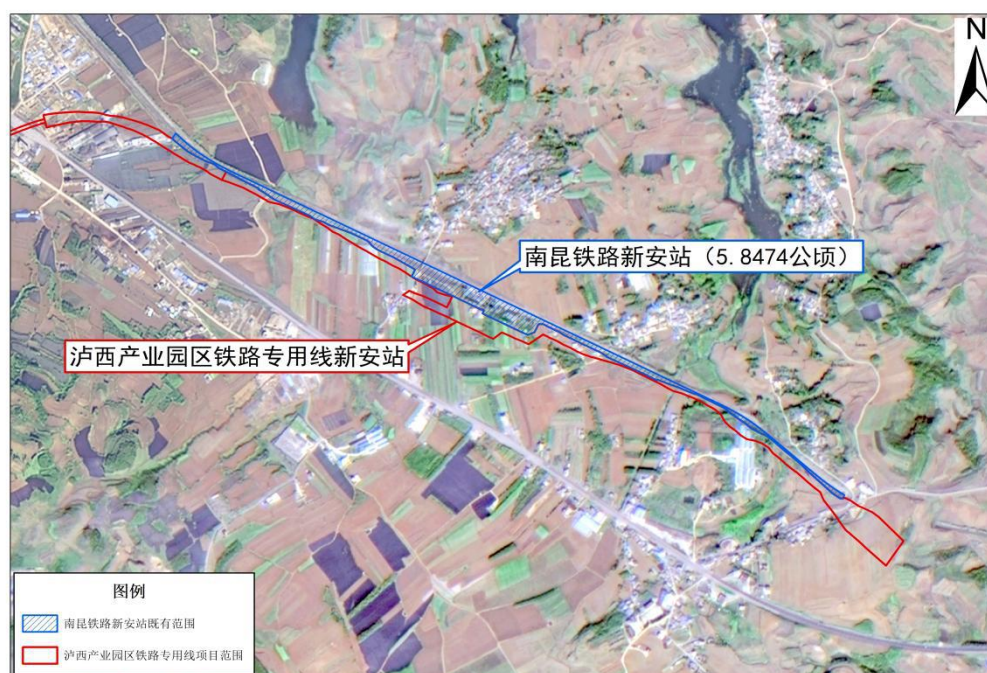 N
南昆铁路新安站（5.8474公顷）
泸西产业园区铁路专用线新安站
图例
南昆铁路新安站既有范围
泸西产业园区铁路专用线项目范围